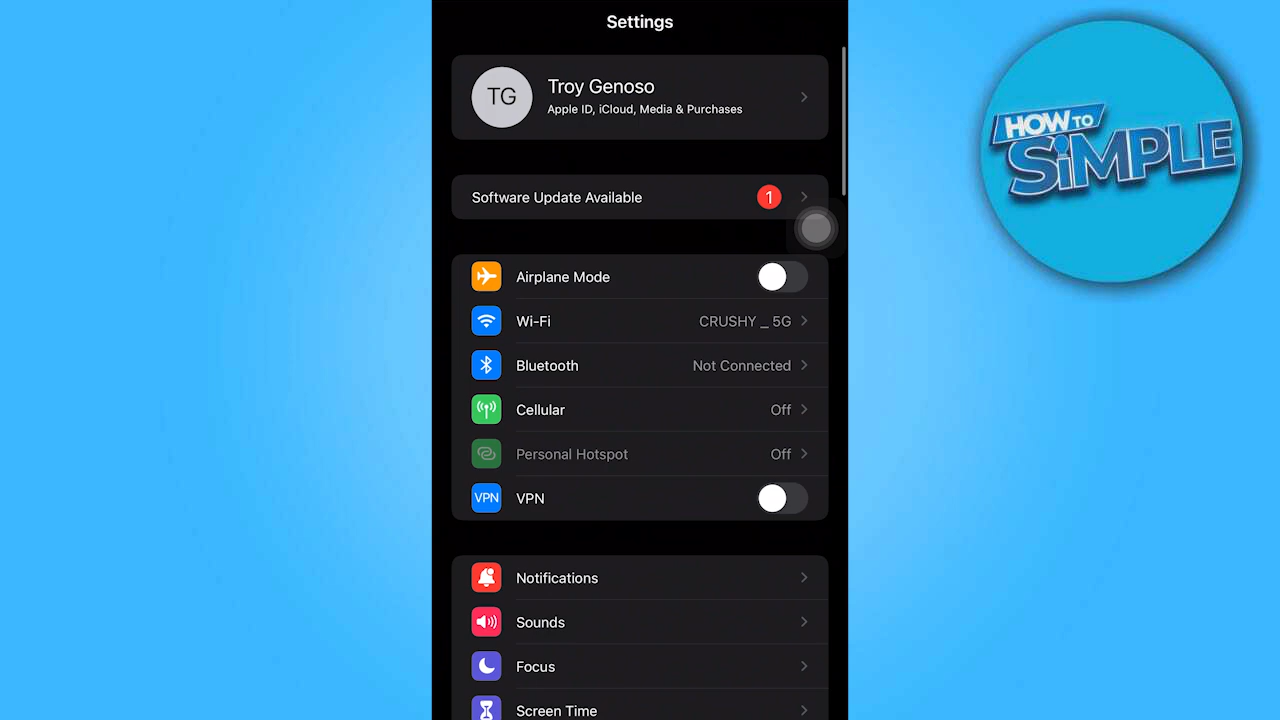 Settings
TG
Troy Genoso
Apple ID, iCloud, Media & Purchases
Software Update Available 1
Airplane Mode
Wi-Fi CRUSHY _ 5G
Bluetooth Not Connected
Cellular Off
Personal Hotspot Off
VPN VPN
Notifications
Sounds
Focus
Screen Time
HOW TO
SiMPLE